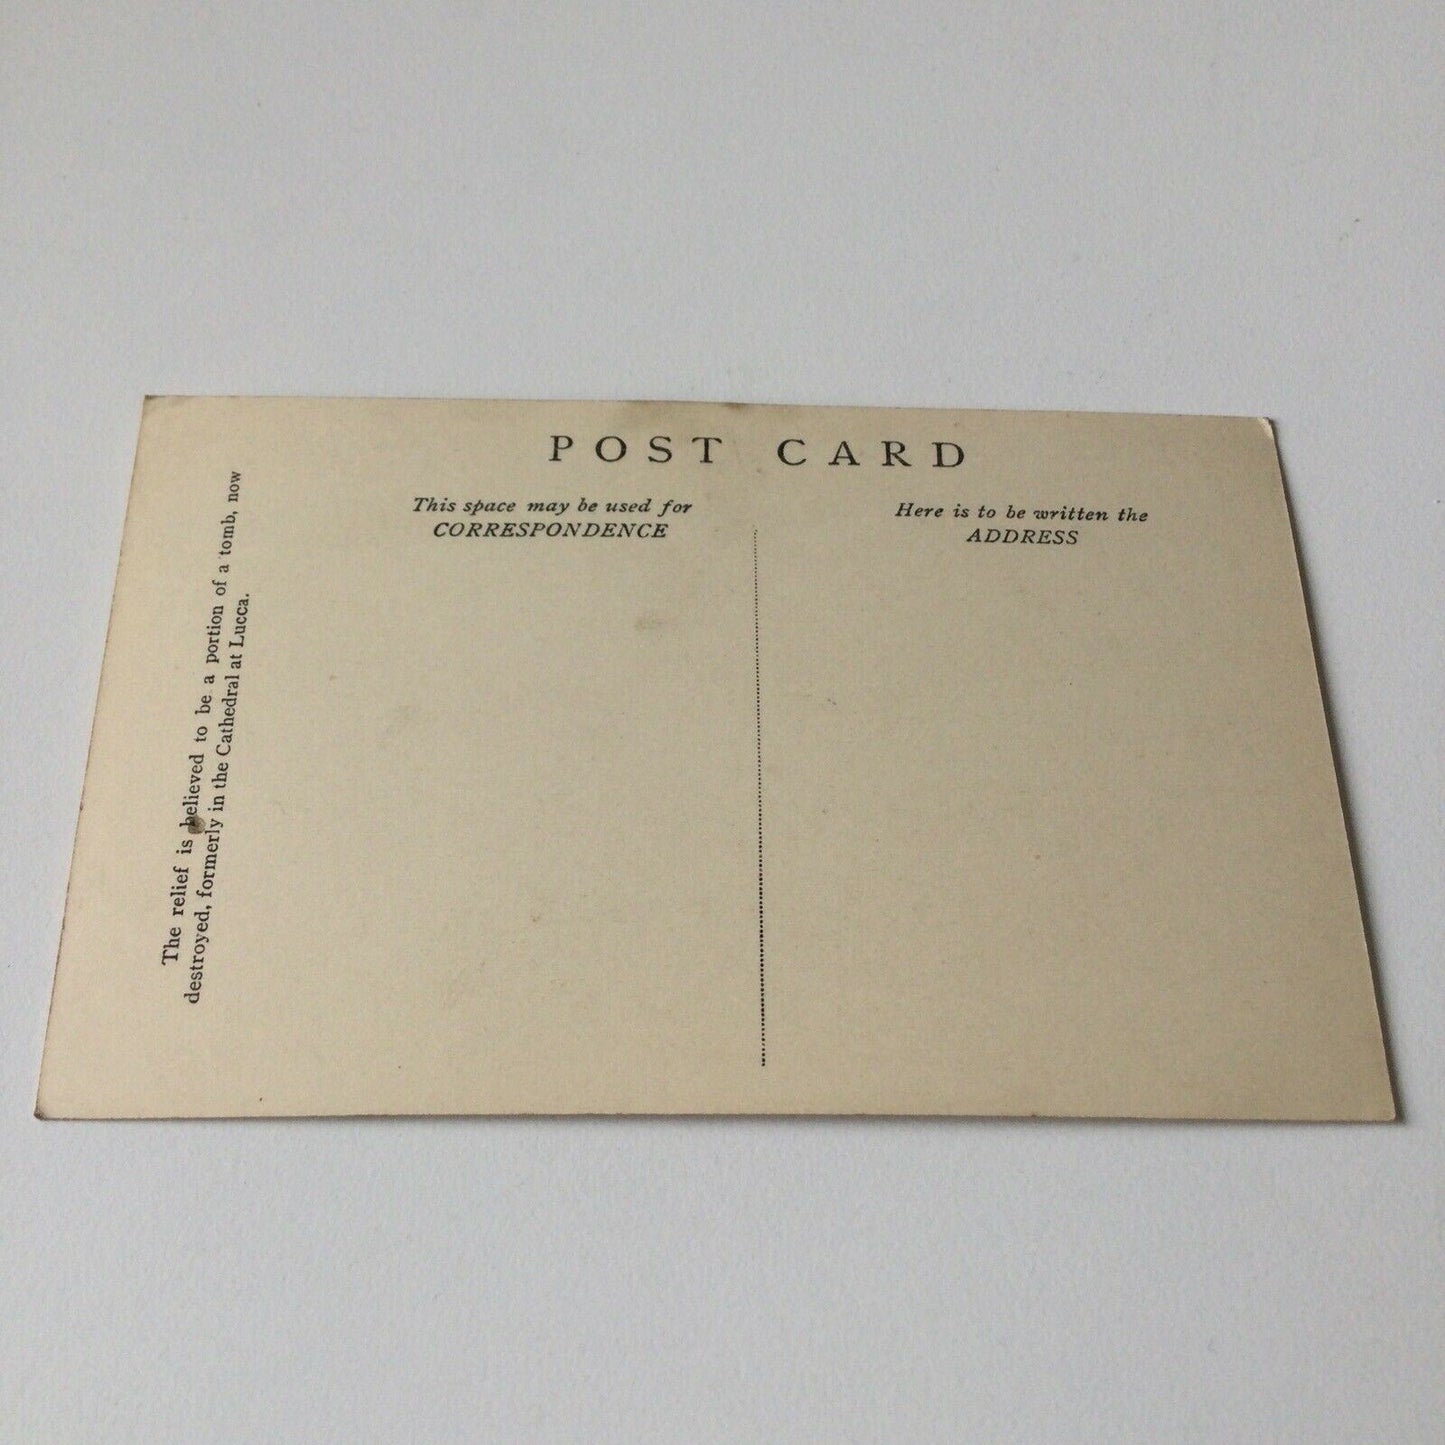 POST CARD
This space may be used for
CORRESPONDENCE
Here is to be written the
ADDRESS
The relief is believed to be a portion of a tomb, now
destroyed, formerly in the Cathedral at Lucca.